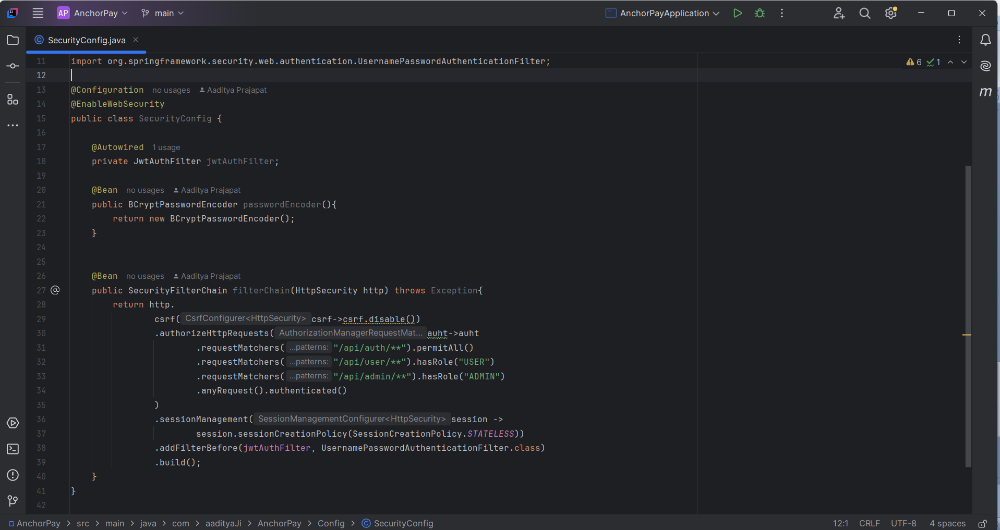 AP AnchorPay main AnchorPayApplication
SecurityConfig.java
11 import org.springframework.security.web.authentication.UsernamePasswordAuthenticationFilter; 6 1
12
13 @Configuration no usages Aaditya Prajapat
14 @EnableWebSecurity
15 public class SecurityConfig {
16
17 @Autowired 1 usage
18 private JwtAuthFilter jwtAuthFilter;
19
20 @Bean no usages Aaditya Prajapat
21 public BCryptPasswordEncoder passwordEncoder(){
22 return new BCryptPasswordEncoder();
23 }
24
25
26 @Bean no usages Aaditya Prajapat
27 public SecurityFilterChain filterChain(HttpSecurity http) throws Exception{
28 return http.
29 csrf( CsrfConfigurer<HttpSecurity> csrf->csrf.disable())
30 .authorizeHttpRequests( AuthorizationManagerRequestMat... auht->auht
31 .requestMatchers( ...patterns: "/api/auth/**").permitAll()
32 .requestMatchers( ...patterns: "/api/user/**").hasRole("USER")
33 .requestMatchers( ...patterns: "/api/admin/**").hasRole("ADMIN")
34 .anyRequest().authenticated()
35 )
36 .sessionManagement( SessionManagementConfigurer<HttpSecurity> session ->
37 session.sessionCreationPolicy(SessionCreationPolicy.STATELESS))
38 .addFilterBefore(jwtAuthFilter, UsernamePasswordAuthenticationFilter.class)
39 .build();
40 }
41 }
42
AnchorPay > src > main > java > com > aadityaJi > AnchorPay > Config > SecurityConfig 12:1 CRLF UTF-8 4 spaces